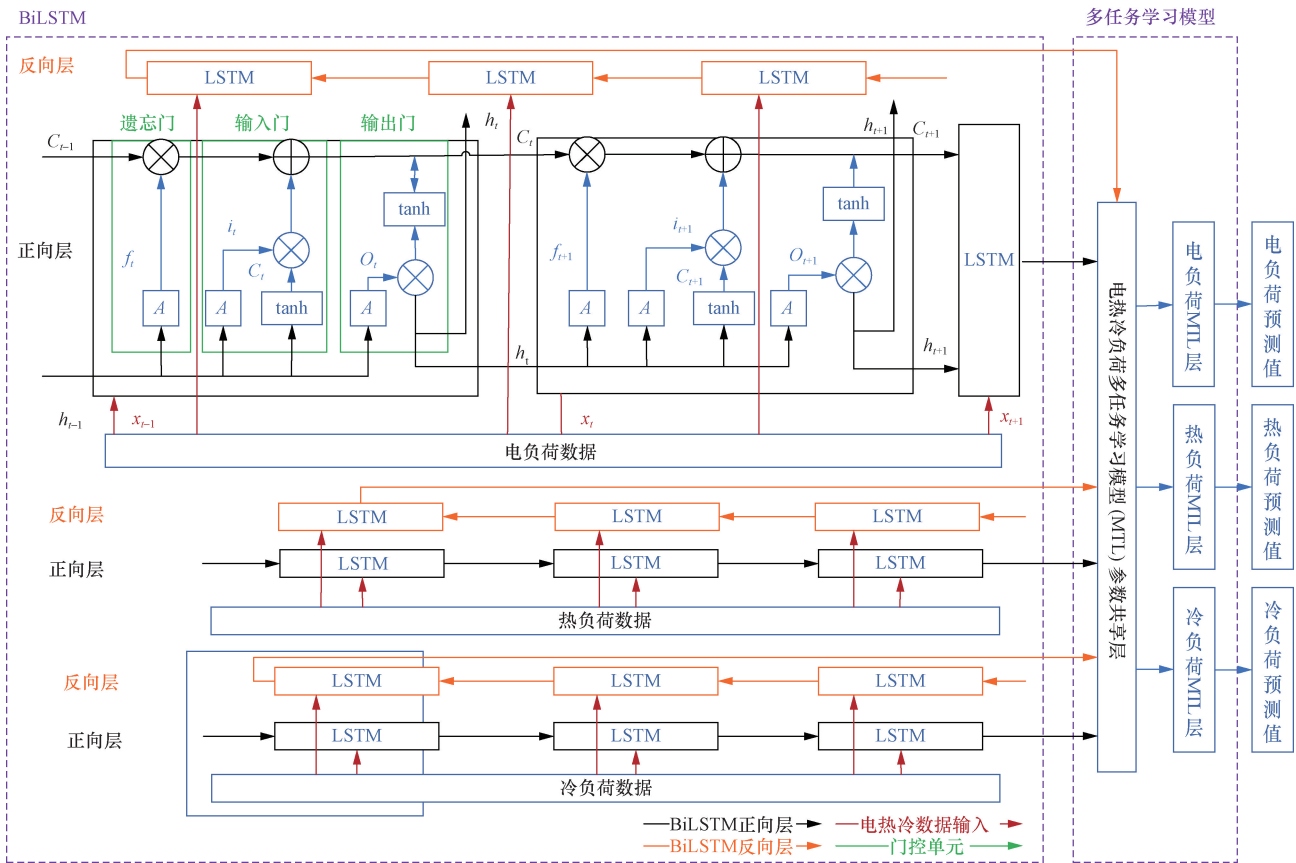 BiLSTM
多任务学习模型
反向层
LSTM
LSTM
LSTM
遗忘门
输入门
输出门
h_t
h_{t+1}
C_{t-1}
C_t
C_{t+1}
正向层
f_t
i_t
C_t
O_t
tanh
A
A
tanh
A
f_{t+1}
i_{t+1}
C_{t+1}
O_{t+1}
tanh
A
A
tanh
A
LSTM
h_t
h_{t+1}
h_{t-1}
x_{t-1}
x_t
x_{t+1}
电负荷数据
反向层
LSTM
LSTM
LSTM
正向层
LSTM
LSTM
LSTM
热负荷数据
反向层
LSTM
LSTM
LSTM
正向层
LSTM
LSTM
LSTM
冷负荷数据
BiLSTM正向层
电热冷数据输入
BiLSTM反向层
门控单元
电热冷负荷多任务学习模型(MTL)参数共享层
电负荷MTL层
电负荷预测值
热负荷MTL层
热负荷预测值
冷负荷MTL层
冷负荷预测值